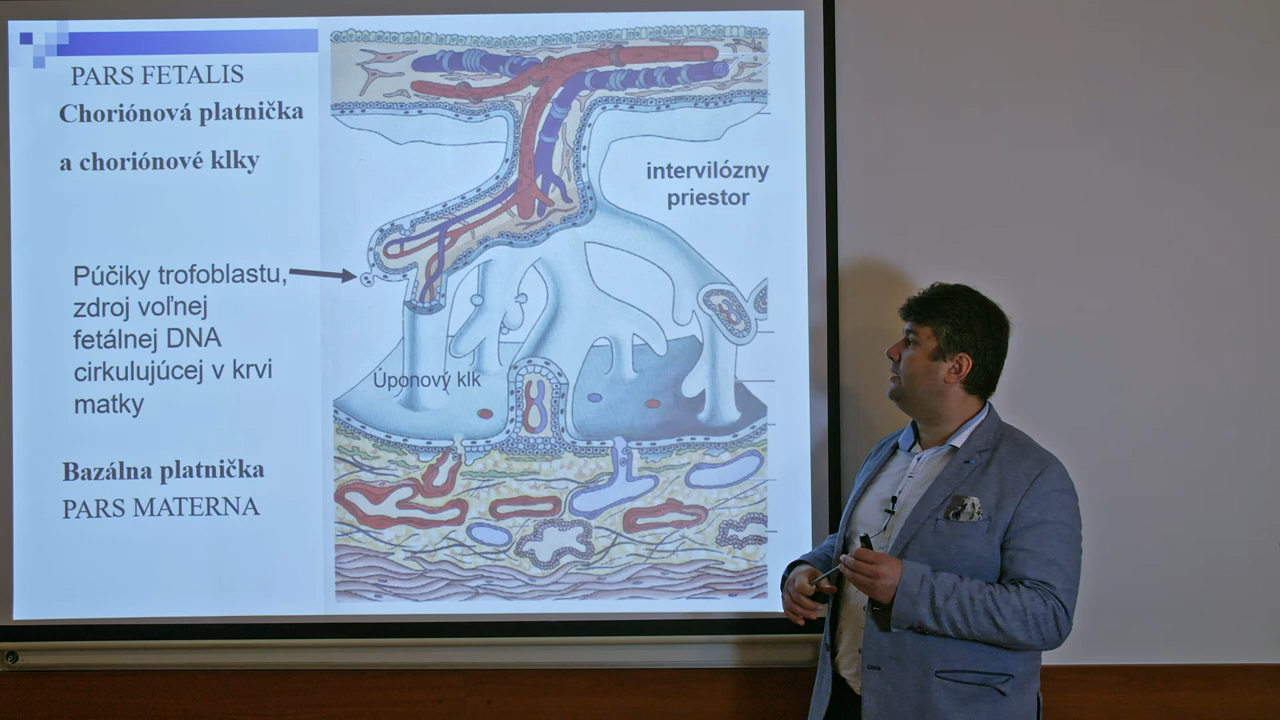 PARS FETALIS
Choriónová platnička
a choriónové klky
intervilózny
priestor
Púčiky trofoblastu,
zdroj voľnej
fetálnej DNA
cirkulujúcej v krvi
matky
Úponový klk
Bazálna platnička
PARS MATERNA